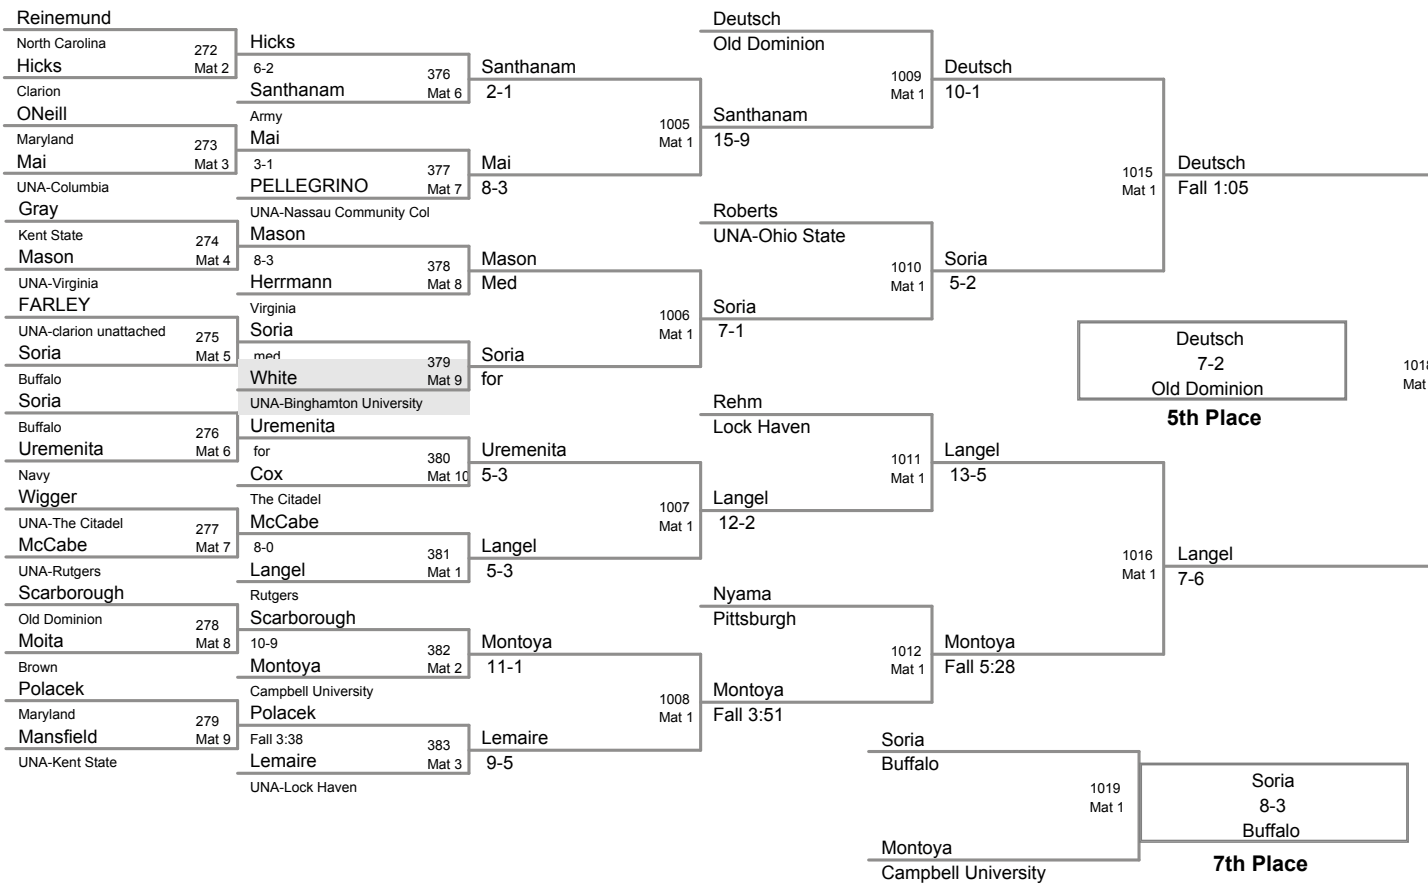 Reinemund
North Carolina
272
Hicks
Mat 2
Clarion
ONeill
Maryland
273
Mai
Mat 3
UNA-Columbia
Gray
Kent State
274
Mason
Mat 4
UNA-Virginia
FARLEY
UNA-clarion unattached
275
Soria
Mat 5
Buffalo
Soria
Buffalo
276
Uremenita
Mat 6
Navy
Wigger
UNA-The Citadel
277
McCabe
Mat 7
UNA-Rutgers
Scarborough
Old Dominion
278
Moita
Mat 8
Brown
Polacek
Maryland
279
Mansfield
Mat 9
UNA-Kent State
Hicks
6-2
376
Santhanam
Mat 6
Army
Mai
3-1
377
PELLEGRINO
Mat 7
UNA-Nassau Community Col
Mason
8-3
378
Herrmann
Mat 8
Virginia
Soria
med
379
White
Mat 9
UNA-Binghamton University
Uremenita
for
380
Cox
Mat 10
The Citadel
McCabe
8-0
381
Langel
Mat 1
Rutgers
Scarborough
10-9
382
Montoya
Mat 2
Campbell University
Polacek
Fall 3:38
383
Lemaire
Mat 3
UNA-Lock Haven
Santhanam
2-1
1005
Mat 1
Mai
8-3
Mason
Med
1006
Mat 1
Soria
for
Uremenita
5-3
1007
Mat 1
Langel
5-3
Montoya
11-1
1008
Mat 1
Lemaire
9-5
Deutsch
Old Dominion
1009
Mat 1
Santhanam
15-9
Roberts
UNA-Ohio State
1010
Mat 1
Soria
7-1
Rehm
Lock Haven
1011
Mat 1
Langel
12-2
Nyama
Pittsburgh
1012
Mat 1
Montoya
Fall 3:51
Deutsch
10-1
1015
Mat 1
Soria
5-2
Langel
13-5
1016
Mat 1
Montoya
Fall 5:28
Deutsch
Fall 1:05
1018
Mat
Langel
7-6
Deutsch
7-2
Old Dominion
5th Place
Soria
Buffalo
1019
Mat 1
Montoya
Campbell University
Soria
8-3
Buffalo
7th Place